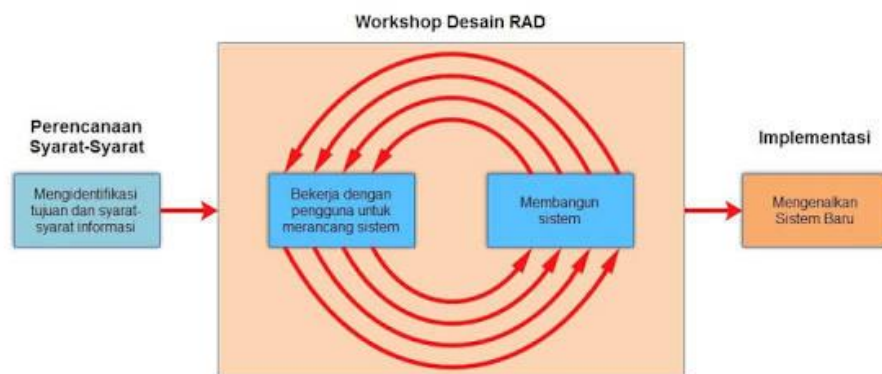 Workshop Desain RAD
Perencanaan
Syarat-Syarat
Mengidentifikasi
tujuan dan syarat-
syarat informasi
Bekerja dengan
pengguna untuk
merancang sistem
Membangun
sistem
Implementasi
Mengenalkan
Sistem Baru